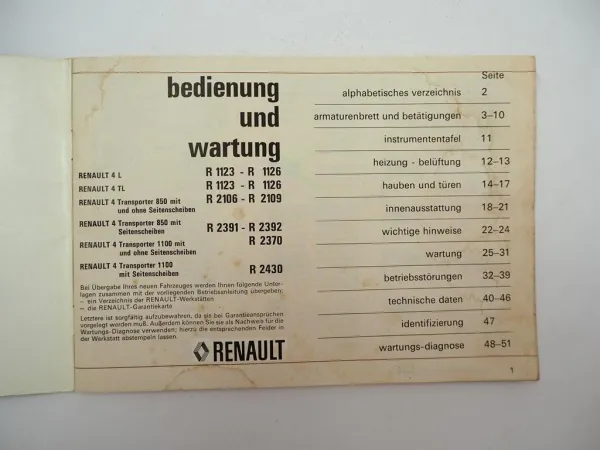 bedienung
und
wartung
RENAULT 4 L R 1123 - R 1126
RENAULT 4 TL R 1123 - R 1126
RENAULT 4 Transporter 850 mit R 2106 - R 2109
und ohne Seitenscheiben
RENAULT 4 Transporter 850 mit
Seitenscheiben R 2391 - R 2392
RENAULT 4 Transporter 1100 mit R 2370
und ohne Seitenscheiben
RENAULT 4 Transporter 1100
mit Seitenscheiben R 2430
Bei Übergabe Ihres neuen Fahrzeuges werden Ihnen folgende Unter-
lagen zusammen mit der vorliegenden Betriebsanleitung übergeben:
– ein Verzeichnis der RENAULT-Werkstätten
– die RENAULT-Garantiekarte
Letztere ist sorgfältig aufzubewahren, da sie bei Garantieansprüchen
vorgelegt werden muß. Außerdem können Sie sie als Nachweis für die
Wartungs-Diagnose verwenden; hierzu die entsprechenden Felder in
der Werkstatt abstempeln lassen.
RENAULT
Seite
alphabetisches verzeichnis 2
armaturenbrett und betätigungen 3–10
instrumententafel 11
heizung - belüftung 12–13
hauben und türen 14–17
innenausstattung 18–21
wichtige hinweise 22–24
wartung 25–31
betriebsstörungen 32–39
technische daten 40–46
identifizierung 47
wartungs-diagnose 48–51
1